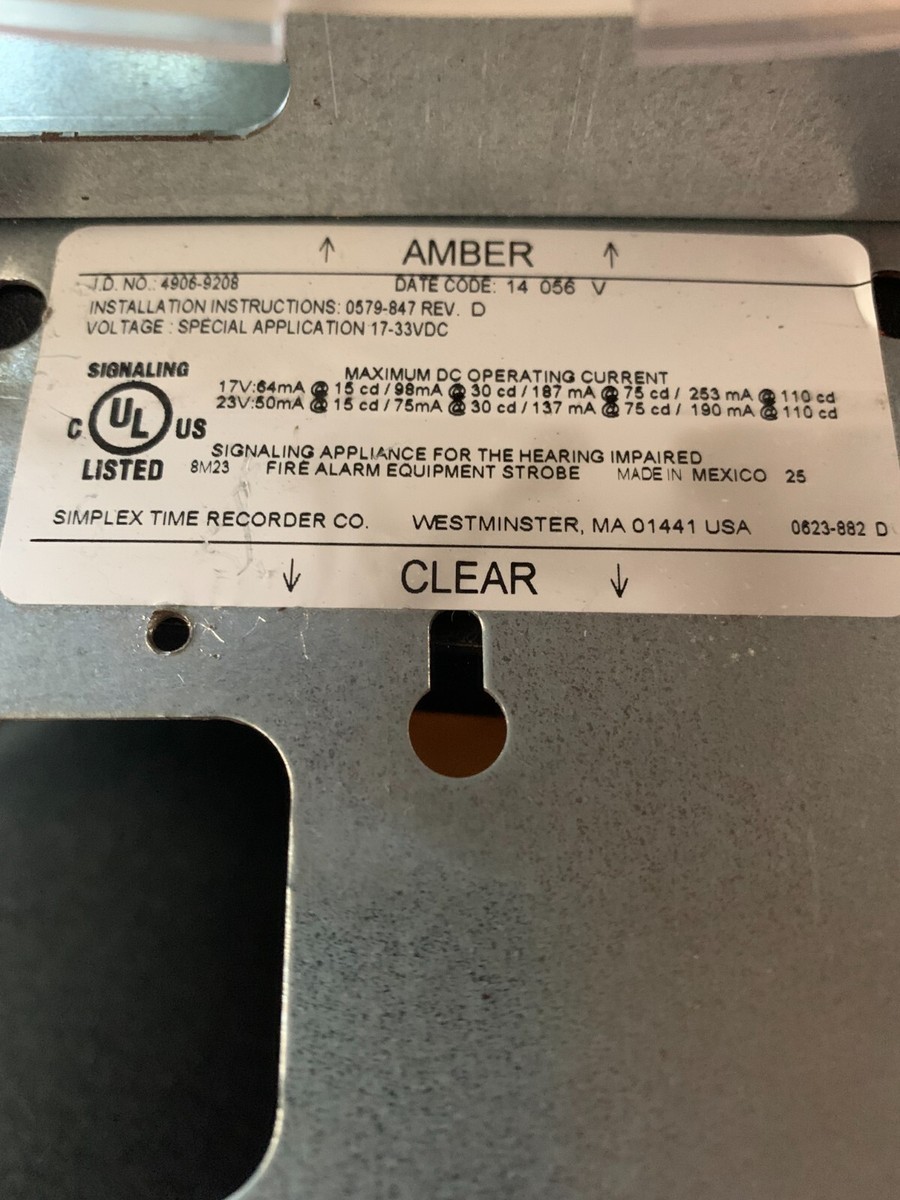 ↑ AMBER ↑
I.D. NO.: 4906-9208 DATE CODE: 14 056 V
INSTALLATION INSTRUCTIONS: 0579-847 REV. D
VOLTAGE : SPECIAL APPLICATION 17-33VDC
MAXIMUM DC OPERATING CURRENT
17V:64mA @ 15 cd / 98mA @ 30 cd / 187 mA @ 75 cd / 253 mA @ 110 cd
23V:50mA @ 15 cd / 75mA @ 30 cd / 137 mA @ 75 cd / 190 mA @ 110 cd
SIGNALING
C UL US
LISTED
SIGNALING APPLIANCE FOR THE HEARING IMPAIRED
8M23 FIRE ALARM EQUIPMENT STROBE MADE IN MEXICO 25
SIMPLEX TIME RECORDER CO. WESTMINSTER, MA 01441 USA 0623-882 D
↓ CLEAR ↓